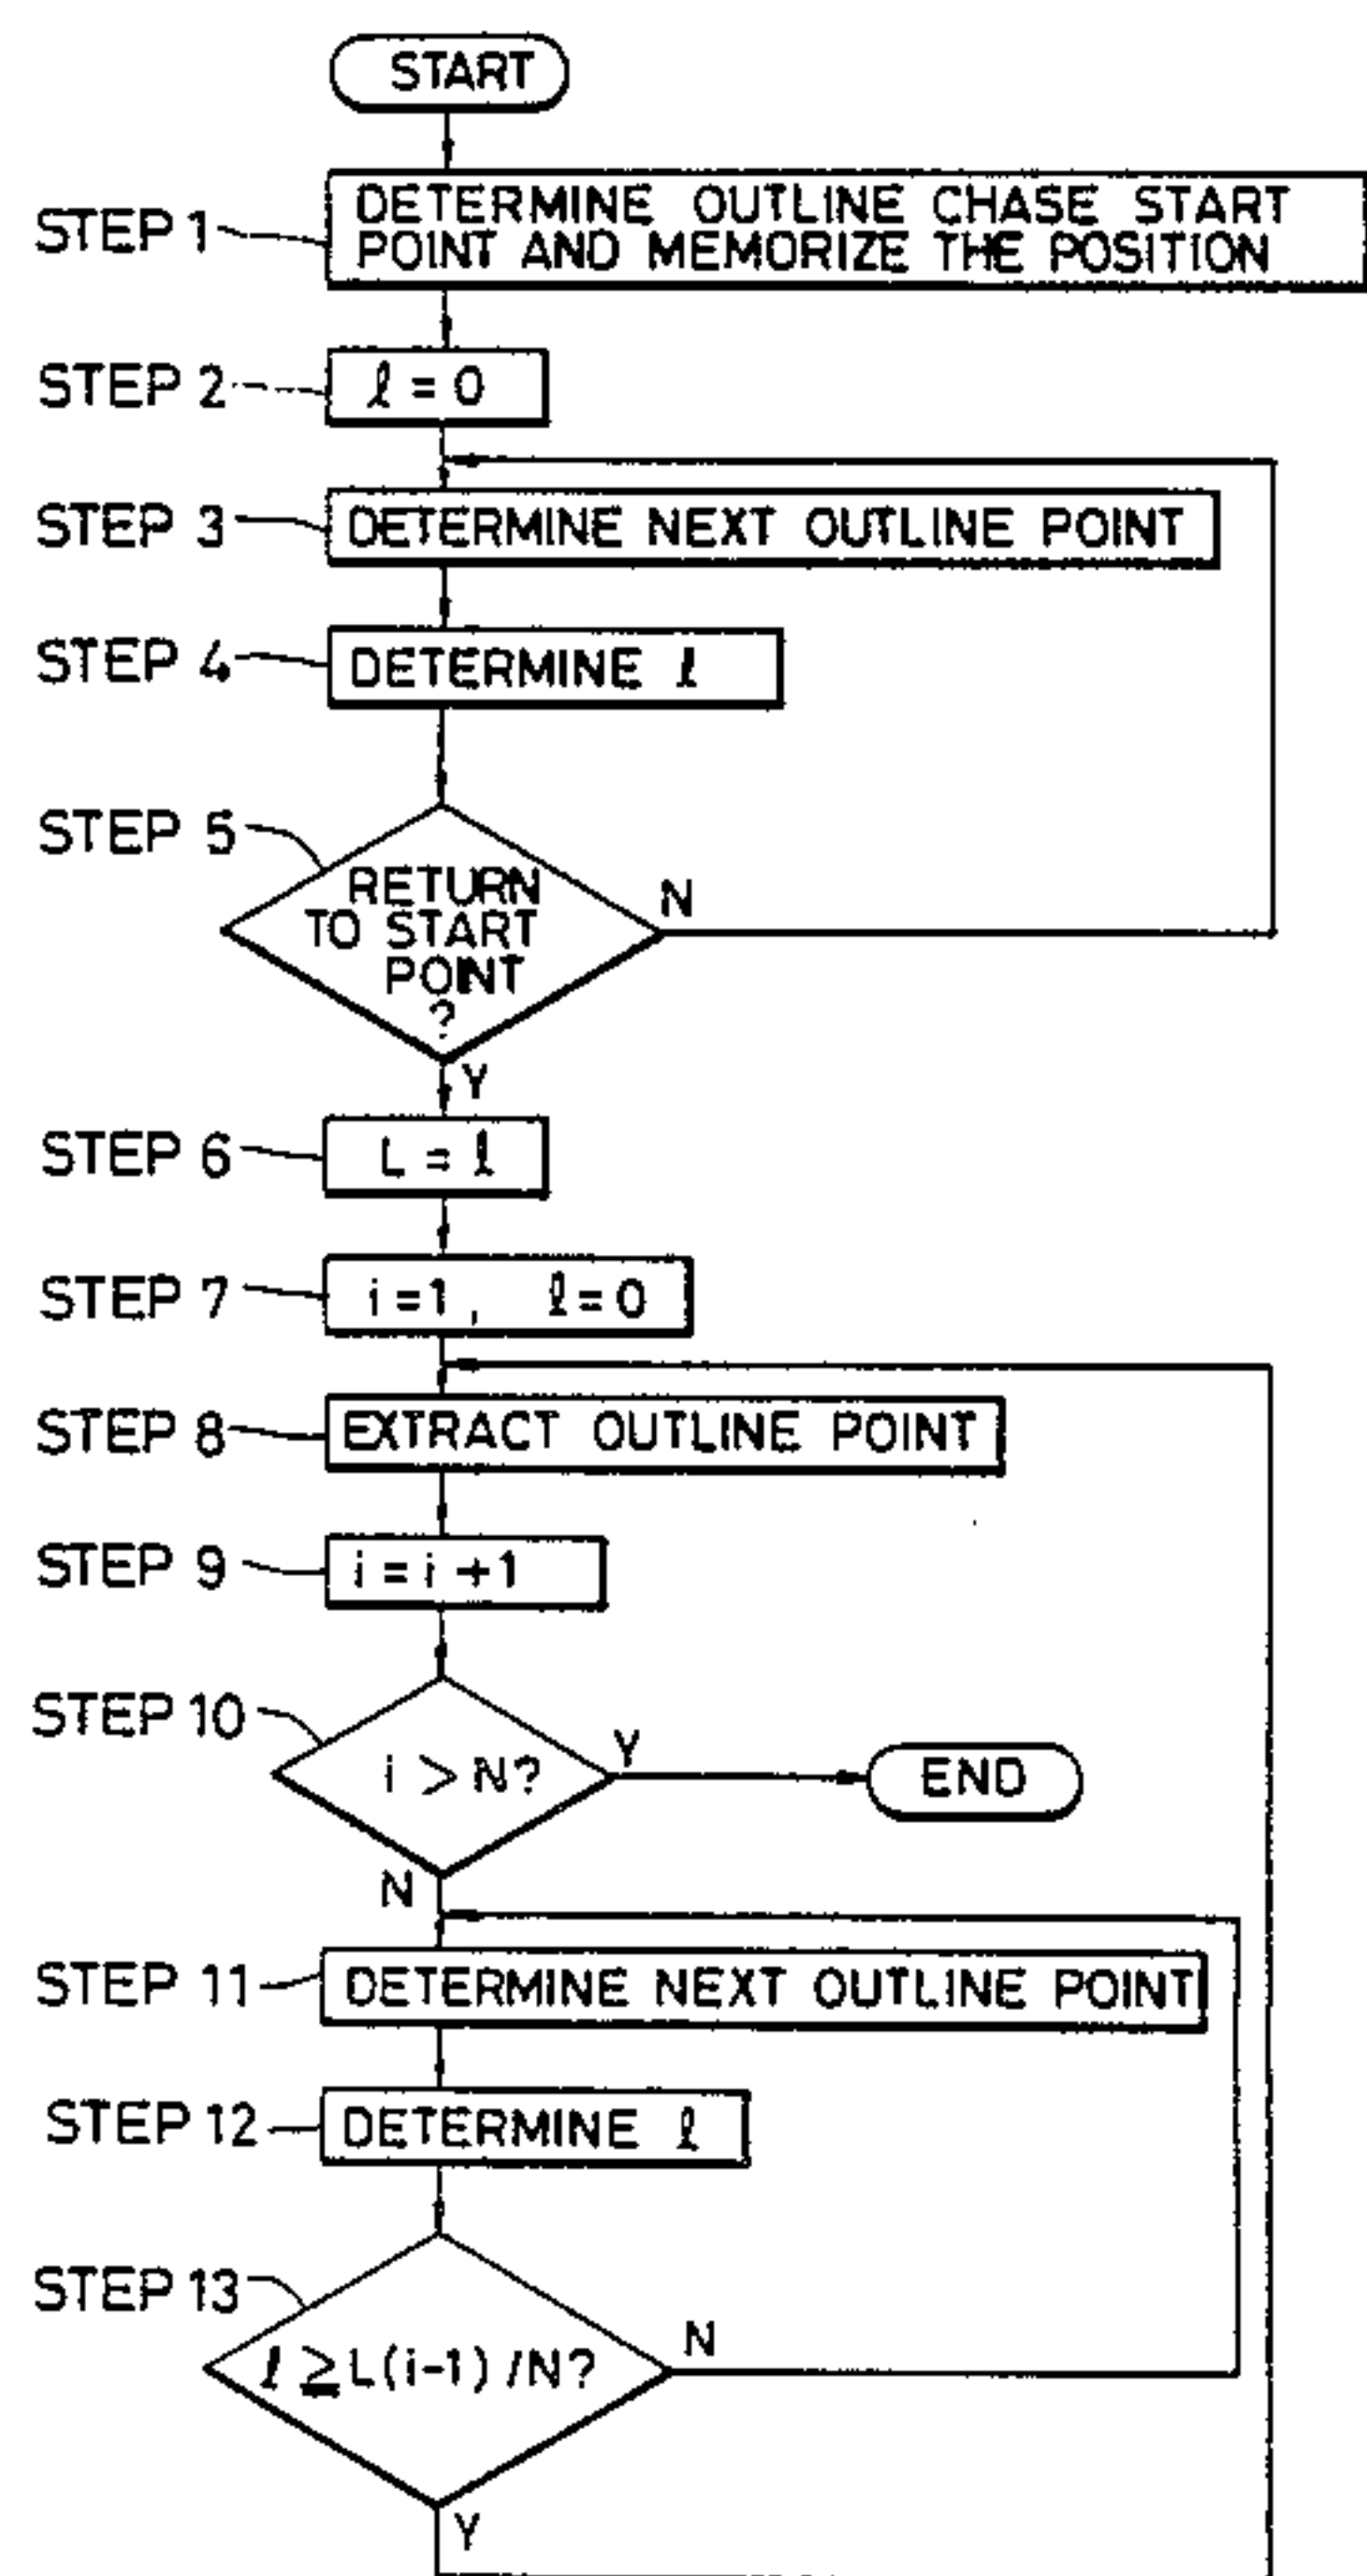 START
STEP 1
DETERMINE OUTLINE CHASE START
POINT AND MEMORIZE THE POSITION
STEP 2
ℓ = 0
STEP 3
DETERMINE NEXT OUTLINE POINT
STEP 4
DETERMINE ℓ
STEP 5
RETURN
TO START
POINT
?
N
Y
STEP 6
L = ℓ
STEP 7
i = 1 , ℓ = 0
STEP 8
EXTRACT OUTLINE POINT
STEP 9
i = i + 1
STEP 10
i > N?
Y
END
N
STEP 11
DETERMINE NEXT OUTLINE POINT
STEP 12
DETERMINE ℓ
STEP 13
ℓ ≧ L(i-1) /N?
N
Y